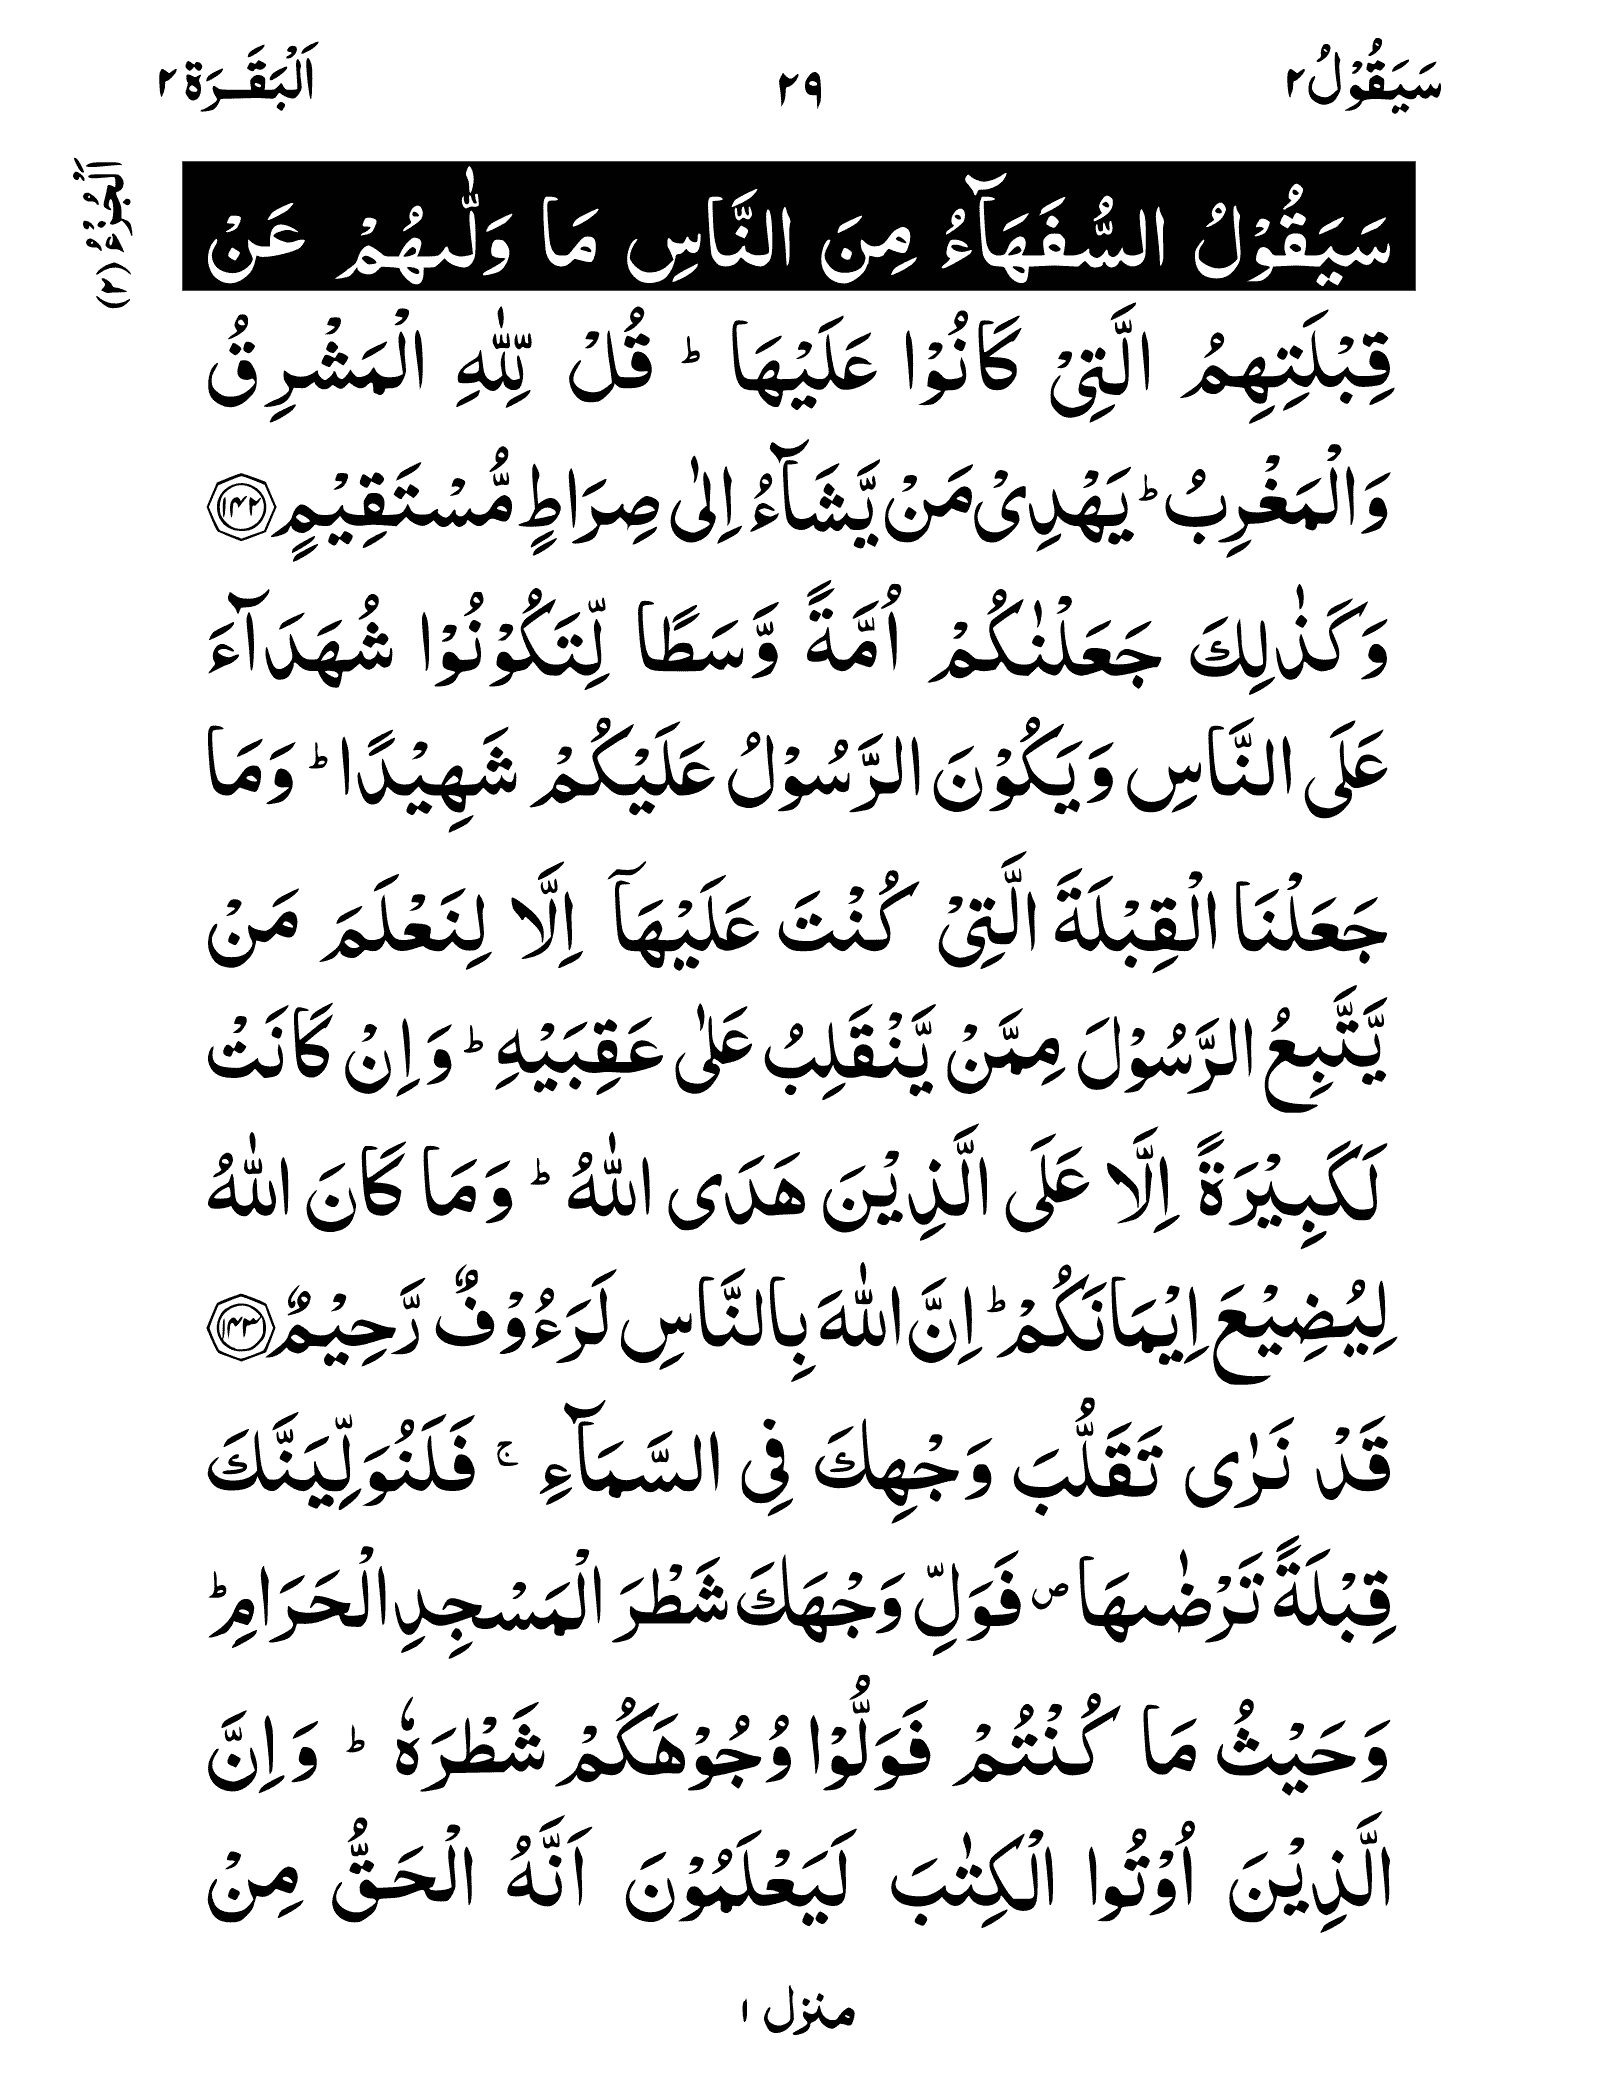 سَيَقُوْلُ ٢
٢٩
اَلْبَقَـرَة ٢
اَلْجُزْءُ (٢)
سَيَقُوْلُ السُّفَهَآءُ مِنَ النَّاسِ مَا وَلّٰىهُمْ عَنْ
قِبْلَتِهِمُ الَّتِىْ كَانُوْا عَلَيْهَا ؕ قُلْ لِّلّٰهِ الْمَشْرِقُ
وَالْمَغْرِبُ ؕ يَهْدِىْ مَنْ يَّشَآءُ اِلٰى صِرَاطٍ مُّسْتَقِيْمٍ ۝١٤٢
وَكَذٰلِكَ جَعَلْنٰكُمْ اُمَّةً وَّسَطًا لِّتَكُوْنُوْا شُهَدَآءَ
عَلَى النَّاسِ وَيَكُوْنَ الرَّسُوْلُ عَلَيْكُمْ شَهِيْدًا ؕ وَمَا
جَعَلْنَا الْقِبْلَةَ الَّتِىْ كُنْتَ عَلَيْهَآ اِلَّا لِنَعْلَمَ مَنْ
يَّتَّبِعُ الرَّسُوْلَ مِمَّنْ يَّنْقَلِبُ عَلٰى عَقِبَيْهِ ؕ وَاِنْ كَانَتْ
لَكَبِيْرَةً اِلَّا عَلَى الَّذِيْنَ هَدَى اللّٰهُ ؕ وَمَا كَانَ اللّٰهُ
لِيُضِيْعَ اِيْمَانَكُمْ ؕ اِنَّ اللّٰهَ بِالنَّاسِ لَرَءُوْفٌ رَّحِيْمٌ ۝١٤٣
قَدْ نَرٰى تَقَلُّبَ وَجْهِكَ فِى السَّمَآءِ ۚ فَلَنُوَلِّيَنَّكَ
قِبْلَةً تَرْضٰىهَا ۪ فَوَلِّ وَجْهَكَ شَطْرَ الْمَسْجِدِ الْحَرَامِ ؕ
وَحَيْثُ مَا كُنْتُمْ فَوَلُّوْا وُجُوْهَكُمْ شَطْرَهٗ ؕ وَاِنَّ
الَّذِيْنَ اُوْتُوا الْكِتٰبَ لَيَعْلَمُوْنَ اَنَّهُ الْحَقُّ مِنْ
منزل ١